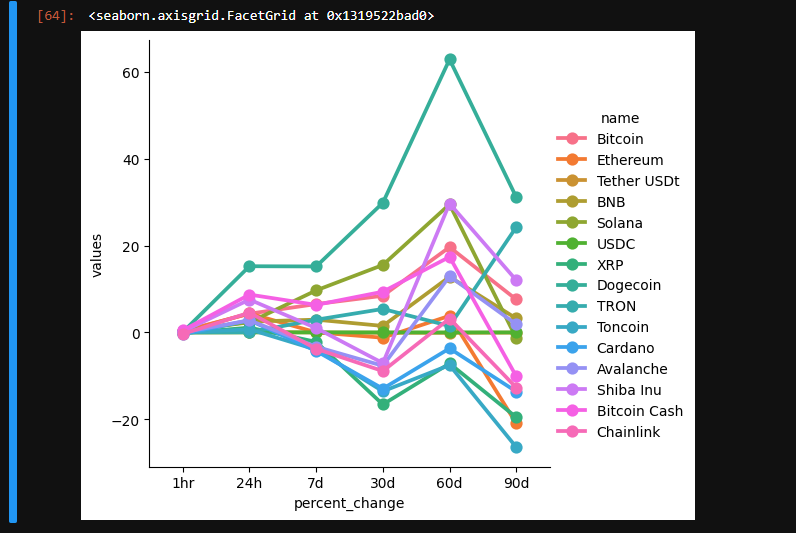 [64]: <seaborn.axisgrid.FacetGrid at 0x1319522bad0>
60
40
20
0
−20
values
1hr 24h 7d 30d 60d 90d
percent_change
name
Bitcoin
Ethereum
Tether USDt
BNB
Solana
USDC
XRP
Dogecoin
TRON
Toncoin
Cardano
Avalanche
Shiba Inu
Bitcoin Cash
Chainlink